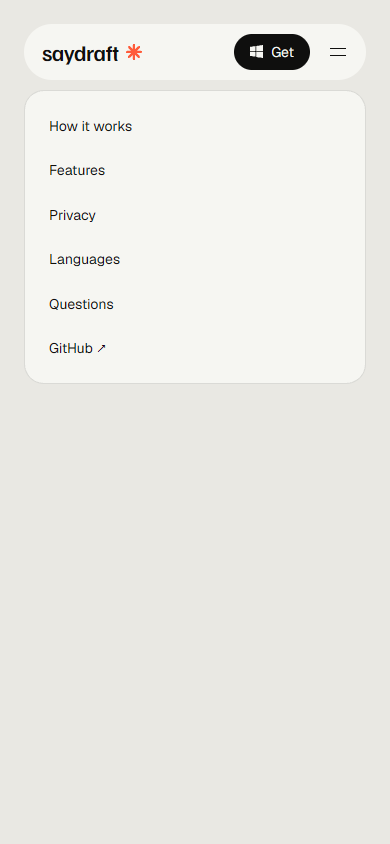 saydraft
Get
How it works
Features
Privacy
Languages
Questions
GitHub ↗